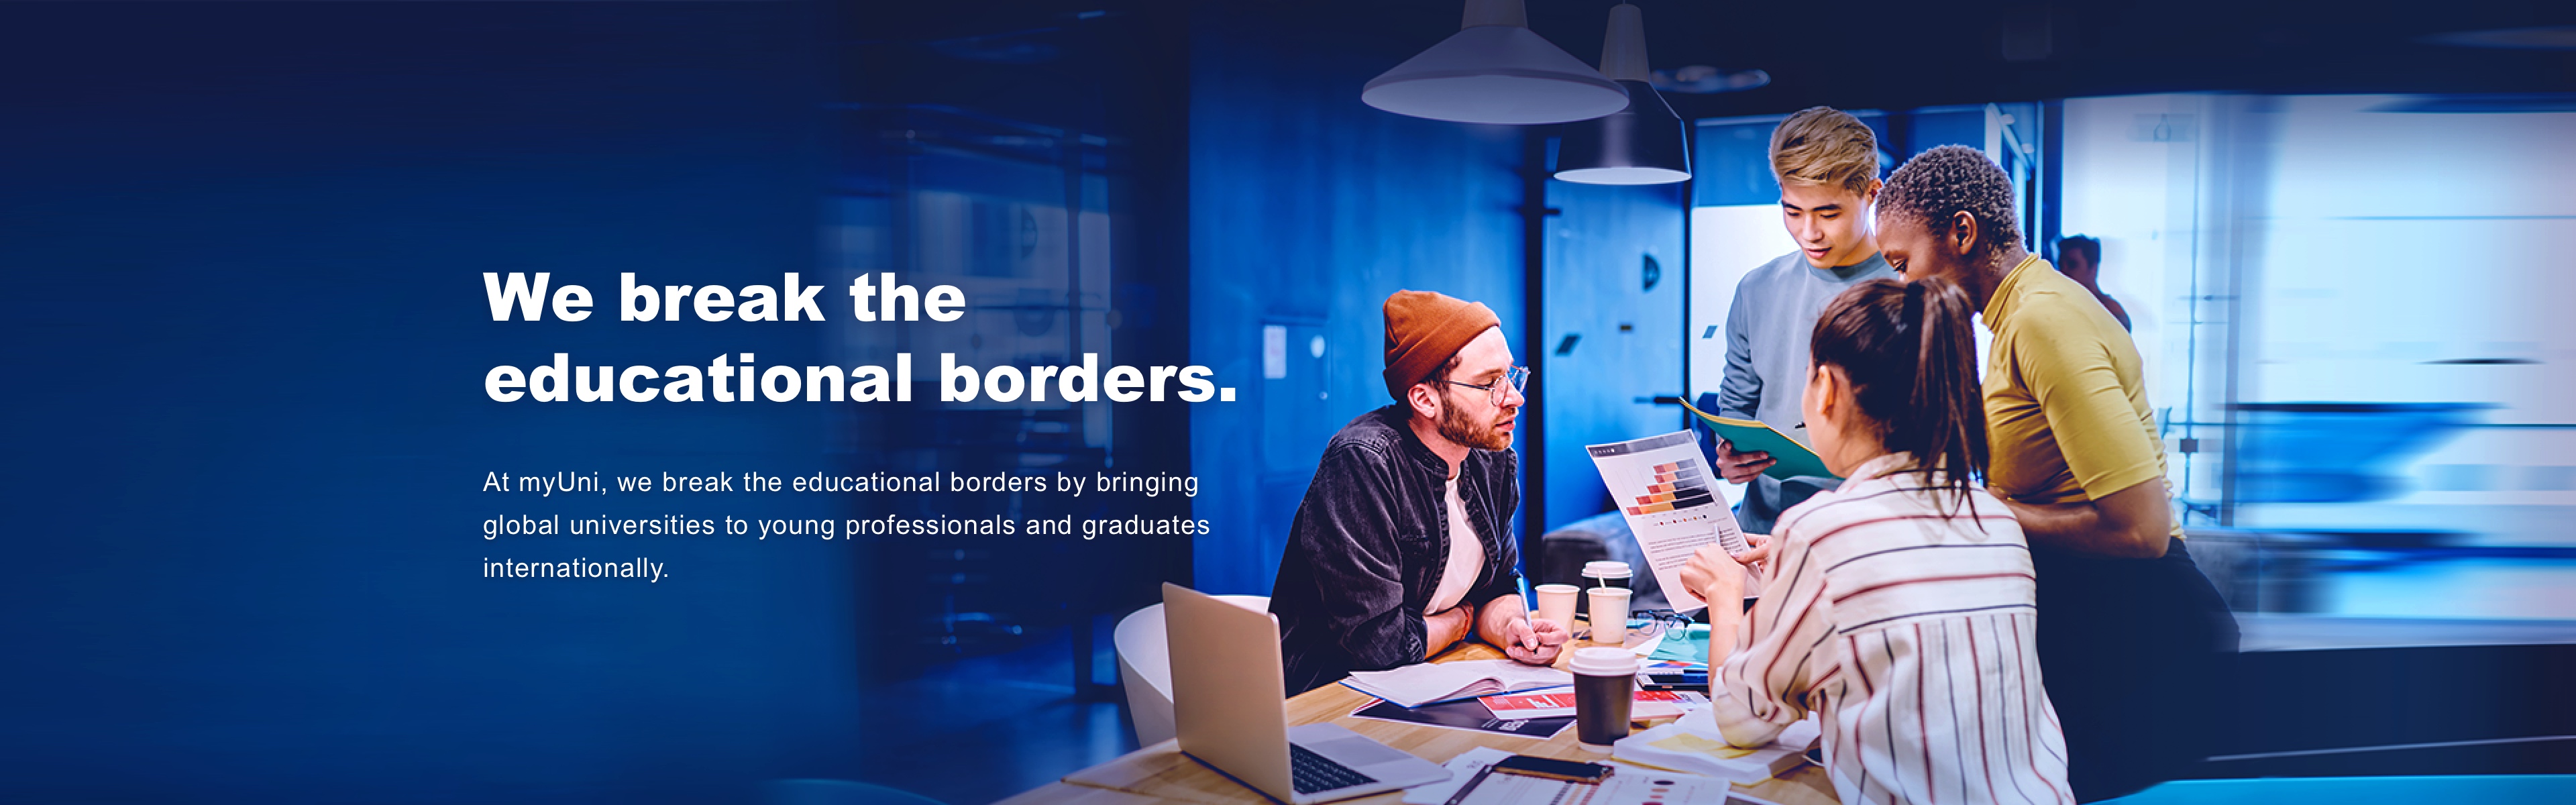 We break the
educational borders.
At myUni, we break the educational borders by bringing
global universities to young professionals and graduates
internationally.